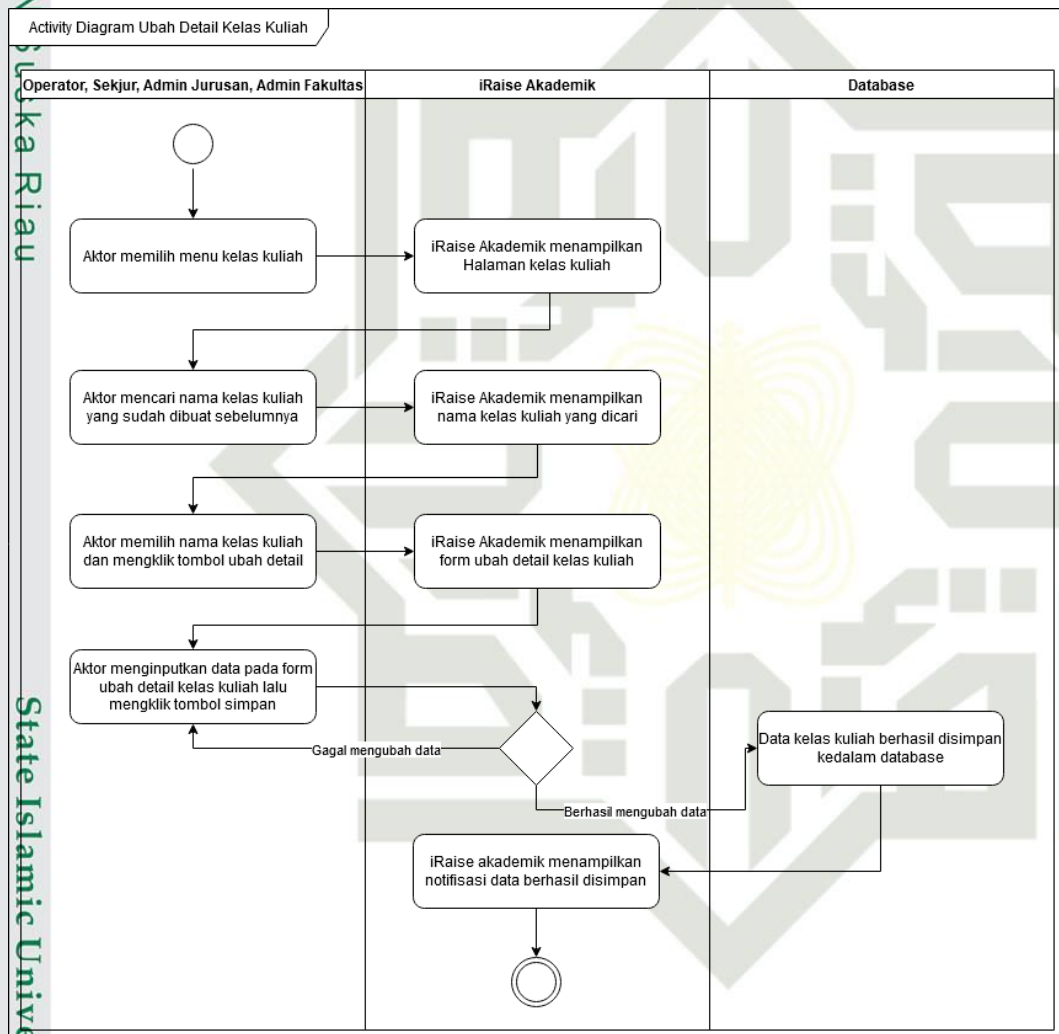 Activity Diagram Ubah Detail Kelas Kuliah
Operator, Sekjur, Admin Jurusan, Admin Fakultas
iRaise Akademik
Database
Aktor memilih menu kelas kuliah
iRaise Akademik menampilkan
Halaman kelas kuliah
Aktor mencari nama kelas kuliah
yang sudah dibuat sebelumnya
iRaise Akademik menampilkan
nama kelas kuliah yang dicari
Aktor memilih nama kelas kuliah
dan mengklik tombol ubah detail
iRaise Akademik menampilkan
form ubah detail kelas kuliah
Aktor menginputkan data pada form
ubah detail kelas kuliah lalu
mengklik tombol simpan
Gagal mengubah data
Berhasil mengubah data
Data kelas kuliah berhasil disimpan
kedalam database
iRaise akademik menampilkan
notifisasi data berhasil disimpan
Suska Riau
State Islamic Unive